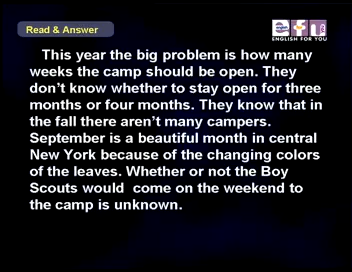 Read & Answer
efn
ENGLISH FOR YOU
This year the big problem is how many
weeks the camp should be open. They
don't know whether to stay open for three
months or four months. They know that in
the fall there aren't many campers.
September is a beautiful month in central
New York because of the changing colors
of the leaves. Whether or not the Boy
Scouts would  come on the weekend to
the camp is unknown.